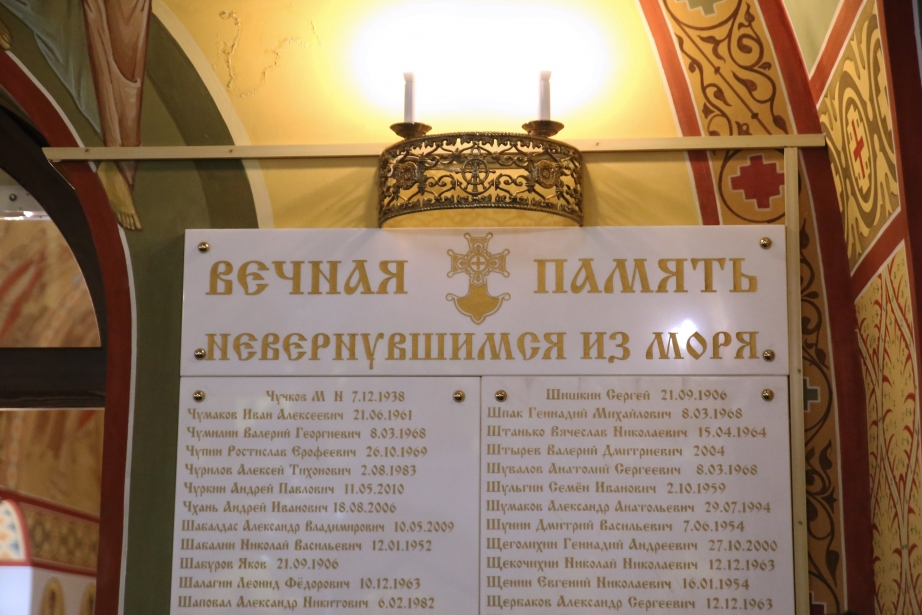 ВЕЧНАЯ ПАМЯТЬ
НЕВЕРНУВШИМСЯ ИЗ МОРЯ
Чучков М Н 7.12.1938
Чумаков Иван Алексеевич 21.06.1961
Чумилин Валерий Георгиевич 8.03.1968
Чупин Ростислав Ерофеевич 26.10.1969
Чурилов Алексей Тихонович 2.08.1983
Чуркин Андрей Павлович 11.05.2010
Чхань Андрей Иванович 18.08.2006
Шабалдас Александр Владимирович 10.05.2009
Шабалин Николай Васильевич 12.01.1952
Шабуров Яков 21.09.1906
Шалагин Леонид Фёдорович 10.12.1963
Шаповал Александр Никитович 6.02.1982
Шишкин Сергей 21.09.1906
Шпак Геннадий Михайлович 8.03.1968
Штанько Вячеслав Николаевич 15.04.1964
Штырев Валерий Дмитриевич 2004
Шувалов Анатолий Сергеевич 8.03.1968
Шульгин Семён Иванович 2.10.1959
Шумаков Александр Анатольевич 29.07.1994
Шунин Дмитрий Васильевич 7.06.1954
Щеголихин Геннадий Андреевич 27.10.2000
Щекочихин Николай Николаевич 12.12.1963
Щенин Евгений Николаевич 16.01.1954
Щербаков Александр Сергеевич 12.12.1963